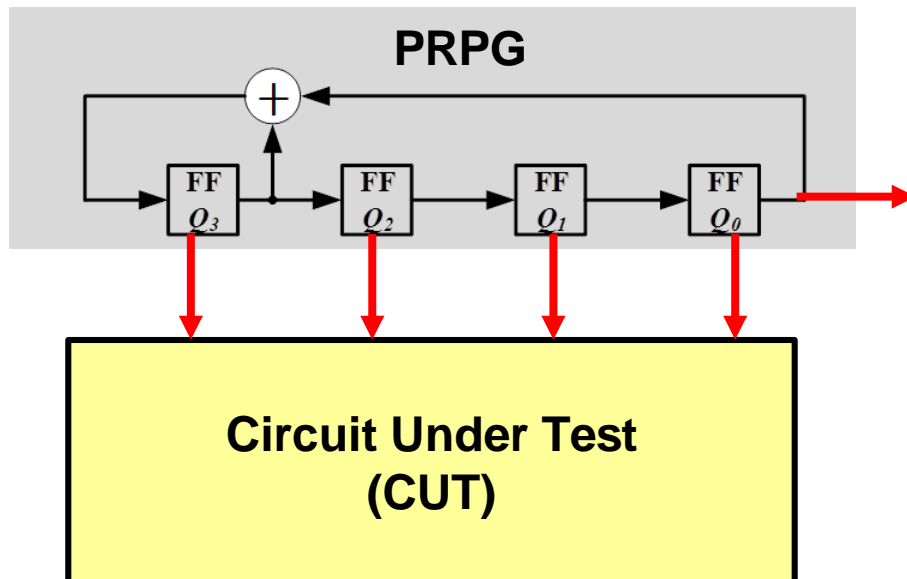 PRPG
+
FF FF FF FF
Q3 Q2 Q1 Q0
Circuit Under Test
(CUT)